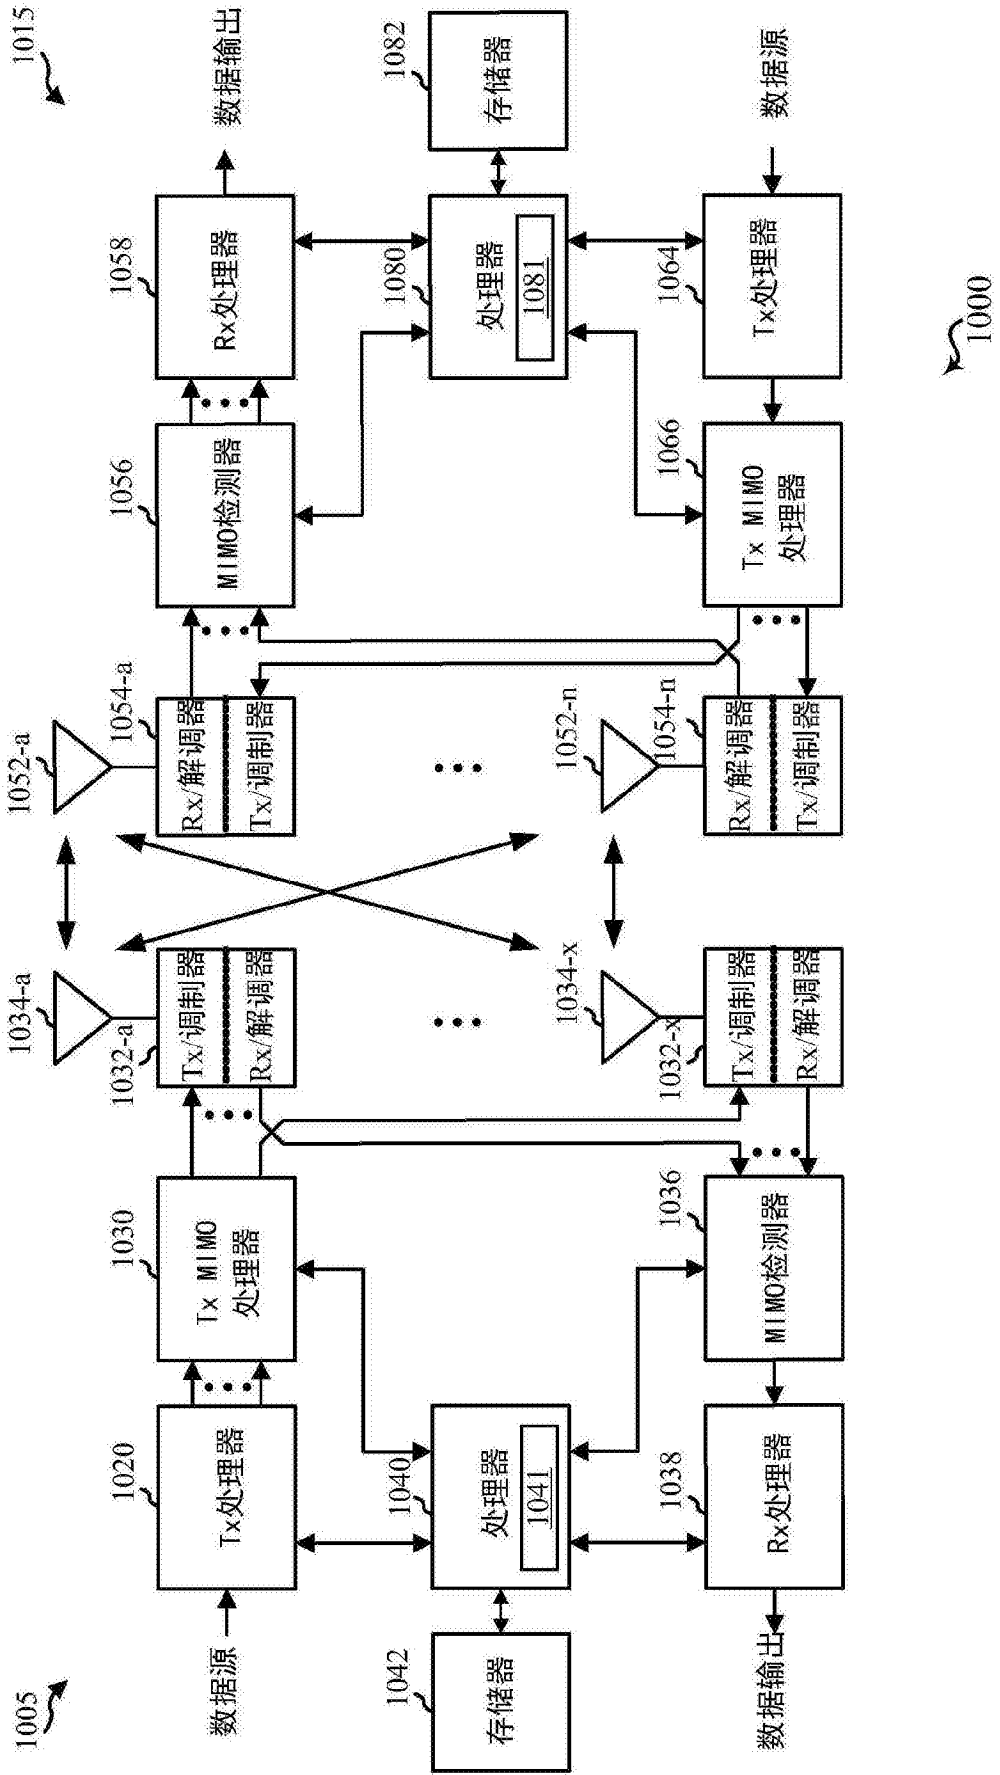 1005
1015
数据源
1020
Tx处理器
1030
Tx MIMO
处理器
1032-a
Tx/调制器
Rx/解调器
1034-a
1052-a
1054-a
Rx/解调器
Tx/调制器
1056
MIMO检测器
1058
Rx处理器
数据输出
1042
存储器
1040
处理器
1041
1080
处理器
1081
1082
存储器
数据输出
1038
Rx处理器
1036
MIMO检测器
1032-x
Tx/调制器
Rx/解调器
1034-x
1052-n
1054-n
Rx/解调器
Tx/调制器
1066
Tx MIMO
处理器
1064
Tx处理器
数据源
1000